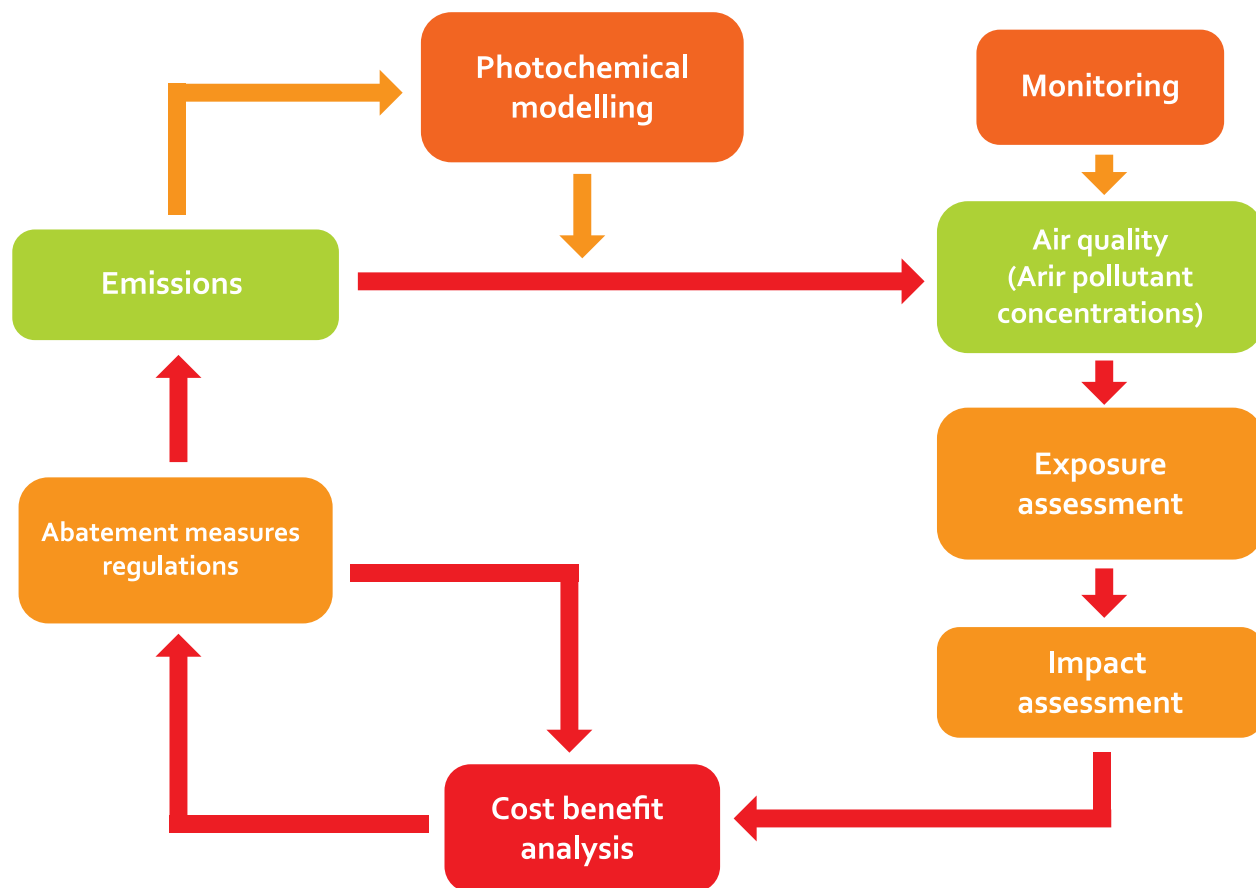 Photochemical
modelling
Monitoring
Emissions
Air quality
(Arir pollutant
concentrations)
Exposure
assessment
Abatement measures
regulations
Impact
assessment
Cost benefit
analysis